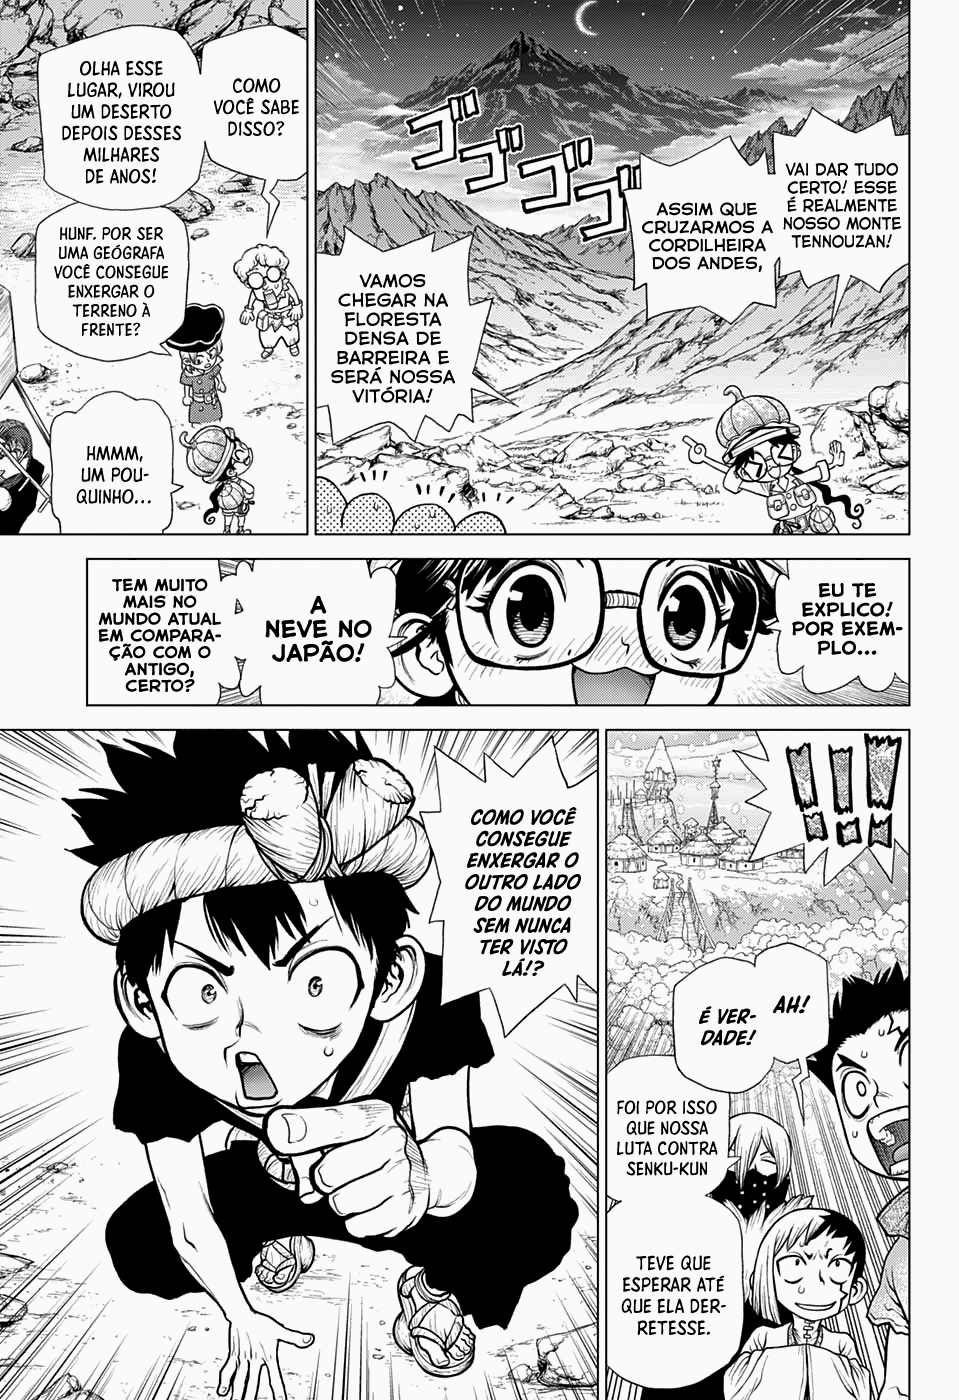 VAI DAR TUDO
CERTO! ESSE
É REALMENTE
NOSSO MONTE
TENNOUZAN!
ASSIM QUE
CRUZARMOS A
CORDILHEIRA
DOS ANDES,
ゴゴゴゴ
VAMOS
CHEGAR NA
FLORESTA
DENSA DE
BARREIRA E
SERÁ NOSSA
VITÓRIA!
COMO
VOCÊ SABE
DISSO?
OLHA ESSE
LUGAR, VIROU
UM DESERTO
DEPOIS DESSES
MILHARES
DE ANOS!
HUNF. POR SER
UMA GEÓGRAFA
VOCÊ CONSEGUE
ENXERGAR O
TERRENO À
FRENTE?
HMMM,
UM POU-
QUINHO...
EU TE
EXPLICO!
POR EXEM-
PLO...
A
NEVE NO
JAPÃO!
TEM MUITO
MAIS NO
MUNDO ATUAL
EM COMPARA-
ÇÃO COM O
ANTIGO,
CERTO?
!!!
AH!
É VER-
DADE!
FOI POR ISSO
QUE NOSSA
LUTA CONTRA
SENKU-KUN
TEVE QUE
ESPERAR ATÉ
QUE ELA DER-
RETESSE.
COMO VOCÊ
CONSEGUE
ENXERGAR O
OUTRO LADO
DO MUNDO
SEM NUNCA
TER VISTO
LÁ!?